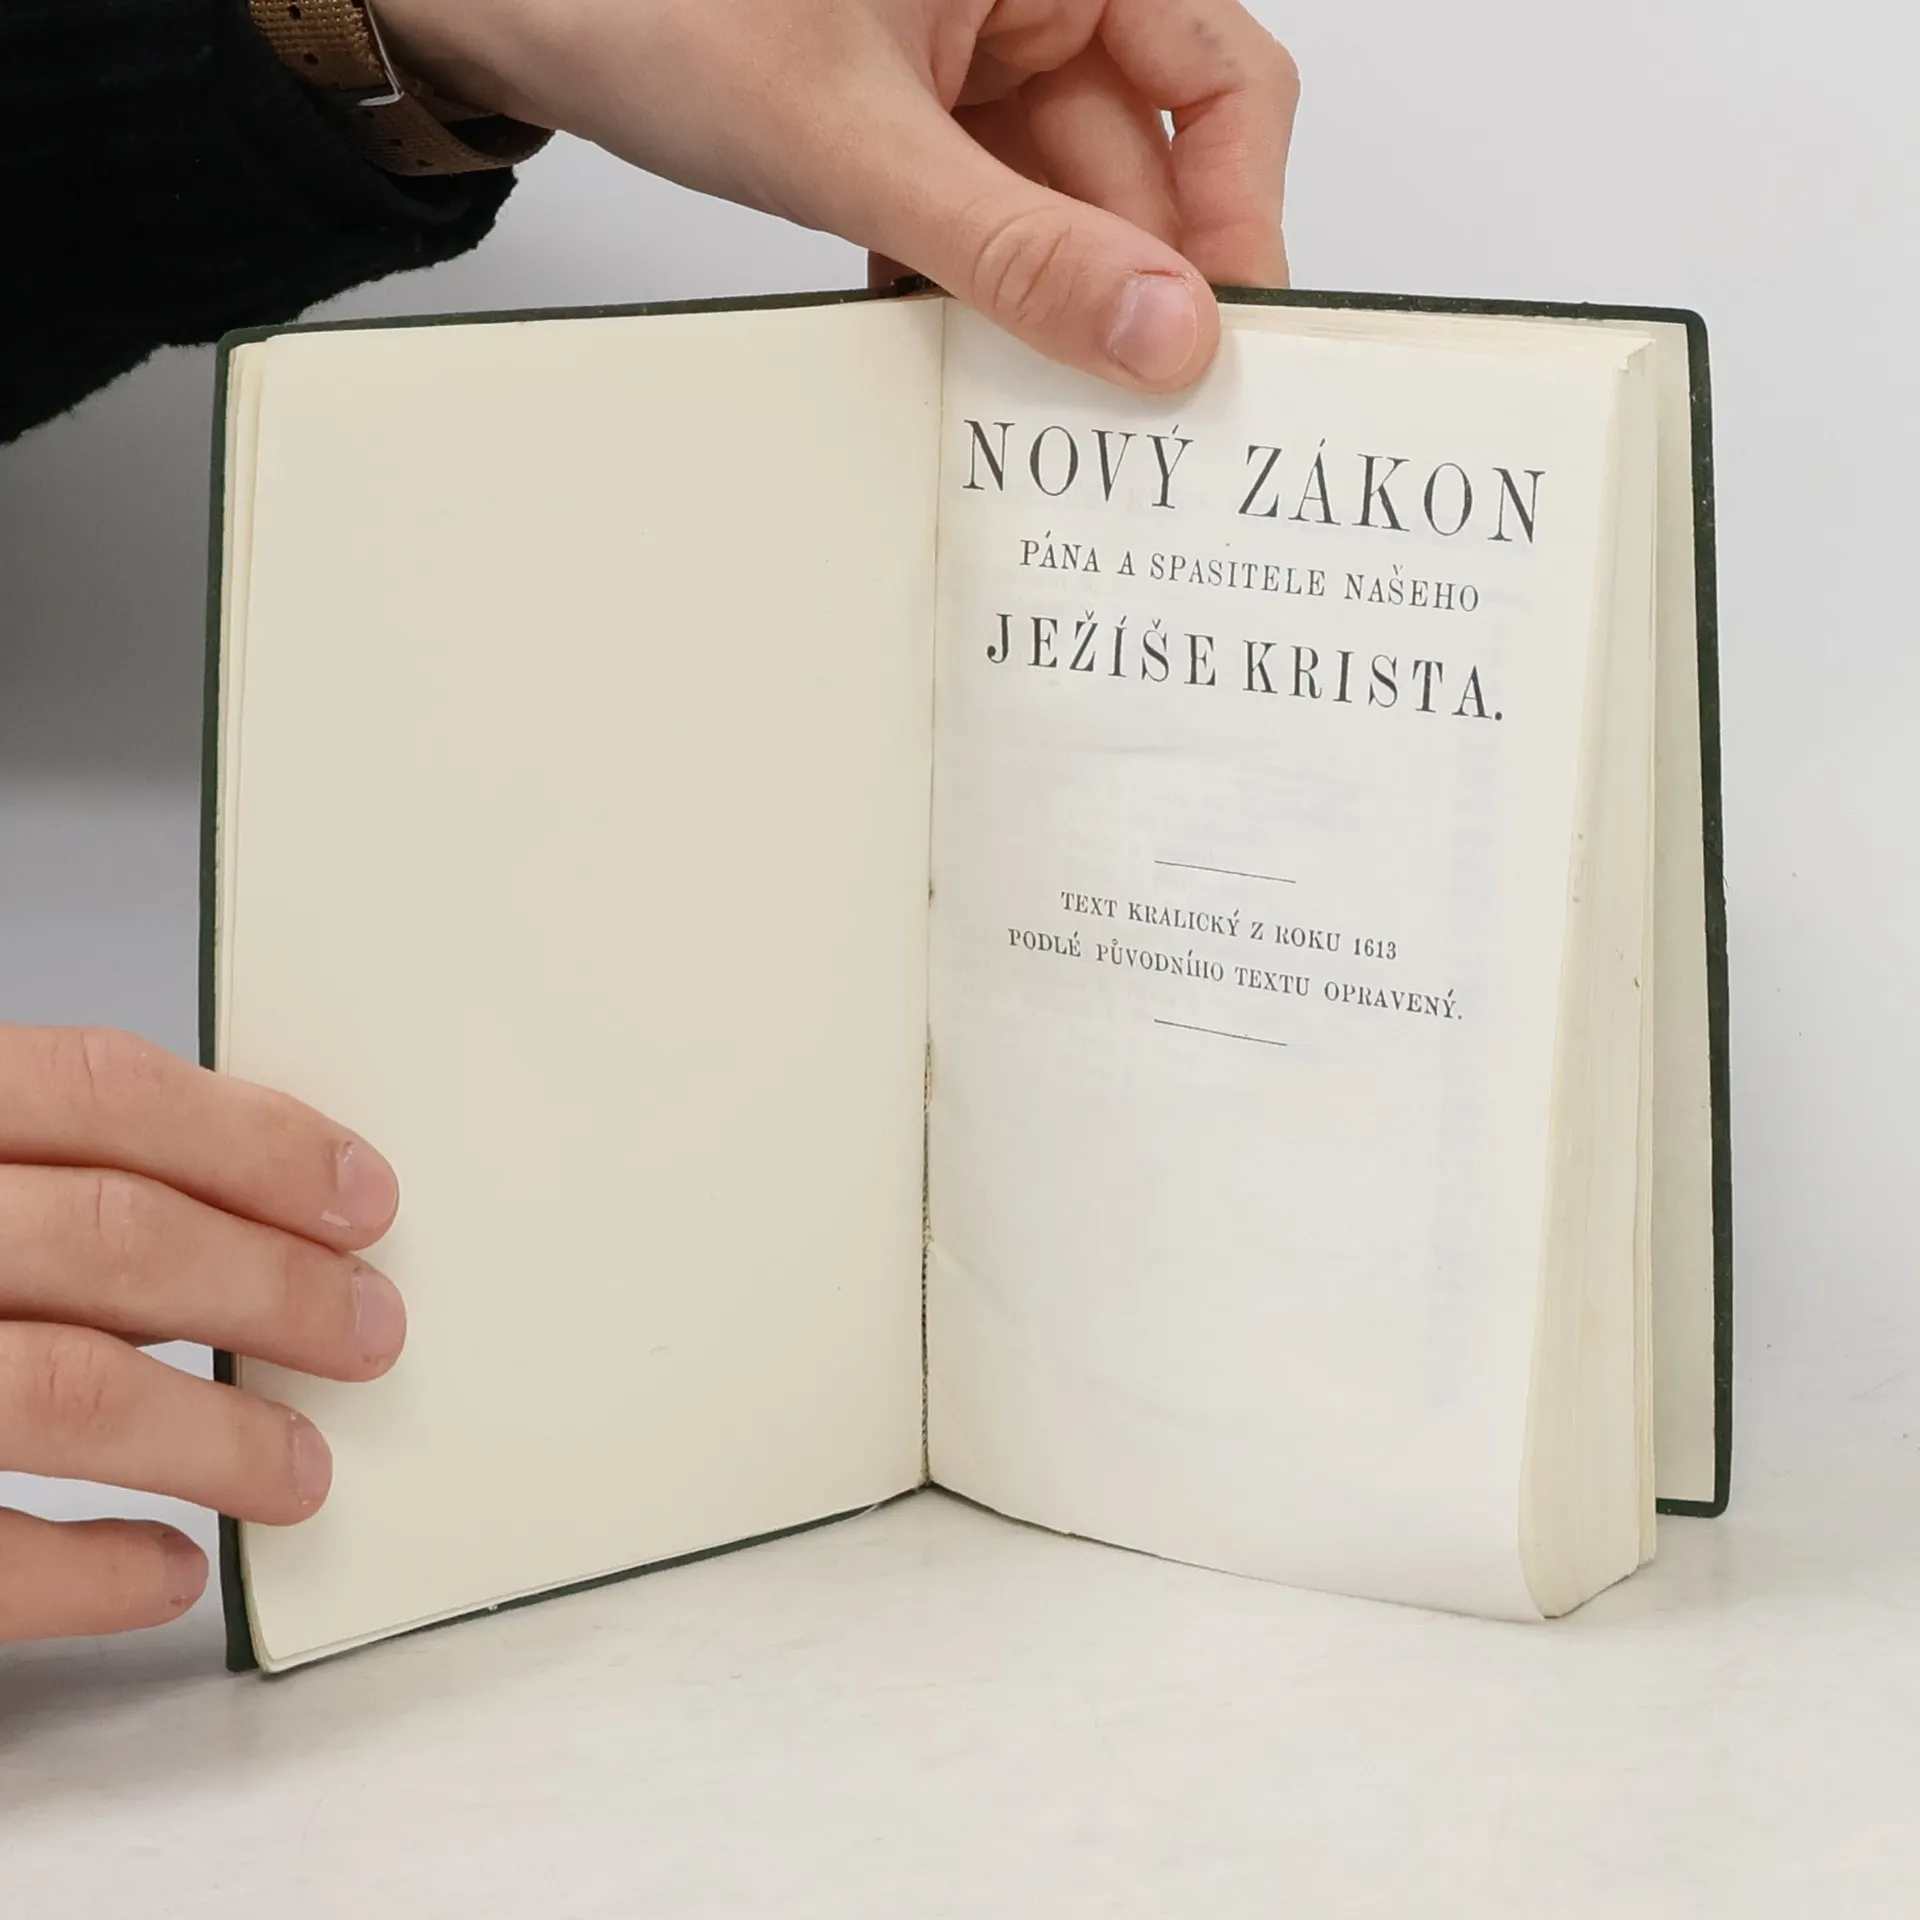 NOVÝ ZÁKON
PÁNA A SPASITELE NAŠEHO
JEŽÍŠE KRISTA.
TEXT KRALICKÝ Z ROKU 1613
PODLÉ PŮVODNÍHO TEXTU OPRAVENÝ.